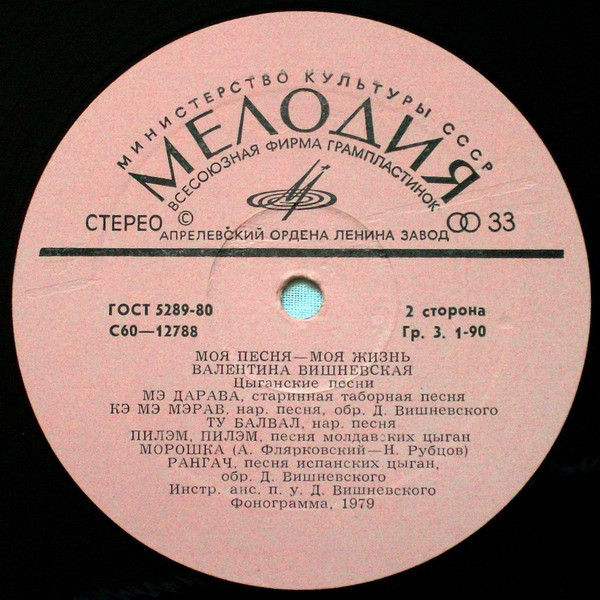 МИНИСТЕРСТВО КУЛЬТУРЫ СССР
МЕЛОДИЯ
ВСЕСОЮЗНАЯ ФИРМА ГРАМПЛАСТИНОК
СТЕРЕО © 33
АПРЕЛЕВСКИЙ ОРДЕНА ЛЕНИНА ЗАВОД
ГОСТ 5289-80 2 сторона
С60—12788 Гр. 3. 1-90
МОЯ ПЕСНЯ—МОЯ ЖИЗНЬ
ВАЛЕНТИНА ВИШНЕВСКАЯ
Цыганские песни
МЭ ДАРАВА, старинная таборная песня
КЭ МЭ МЭРАВ, нар. песня, обр. Д. Вишневского
ТУ БАЛВАЛ, нар. песня
ПИЛЭМ, ПИЛЭМ, песня молдавских цыган
МОРОШКА (А. Флярковский—Н. Рубцов)
РАНГАЧ, песня испанских цыган,
обр. Д. Вишневского
Инстр. анс. п. у. Д. Вишневского
Фонограмма, 1979